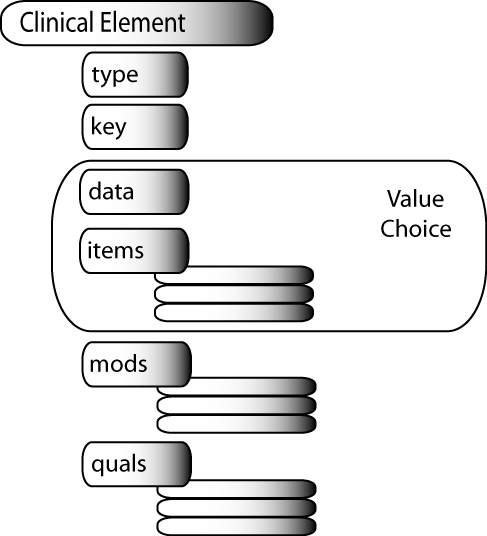 Clinical Element
type
key
data
Value
Choice
items
mods
quals